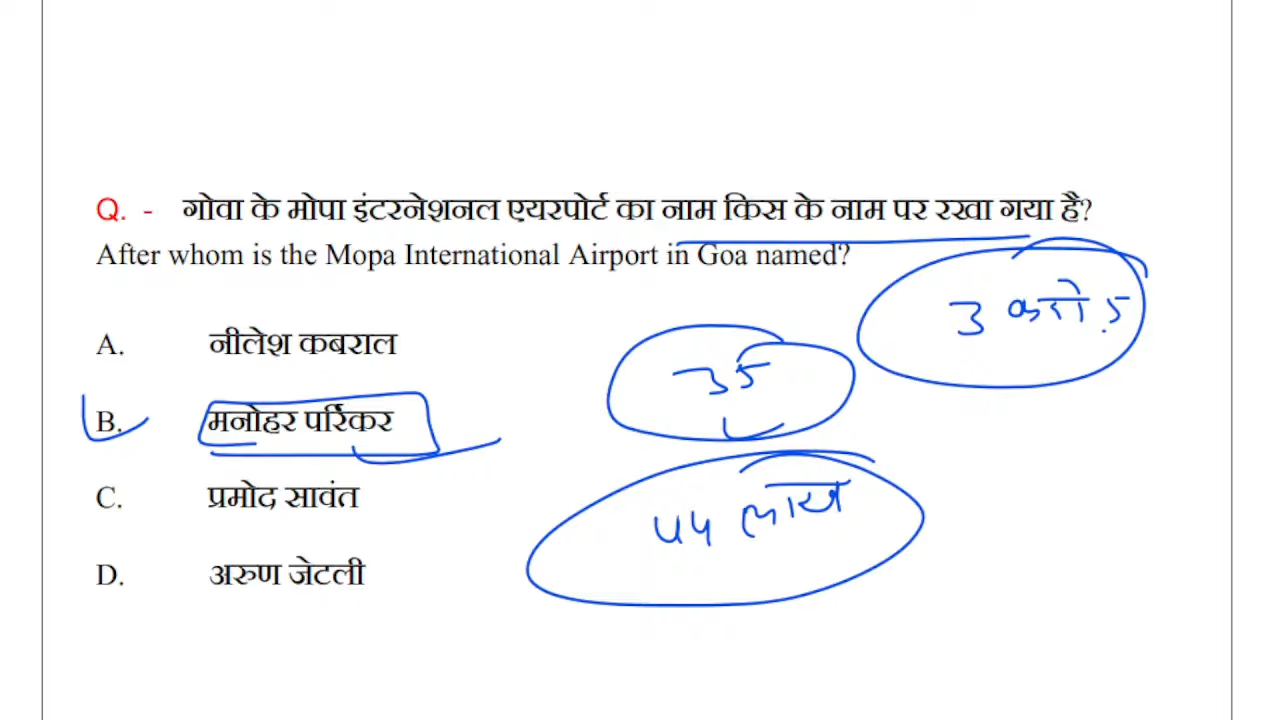 Q. - गोवा के मोपा इंटरनेशनल एयरपोर्ट का नाम किस के नाम पर रखा गया है?
After whom is the Mopa International Airport in Goa named?
3 करोड़
A. नीलेश कबराल
35
B. मनोहर पर्रिकर
C. प्रमोद सावंत
लाख
D. अरुण जेटली